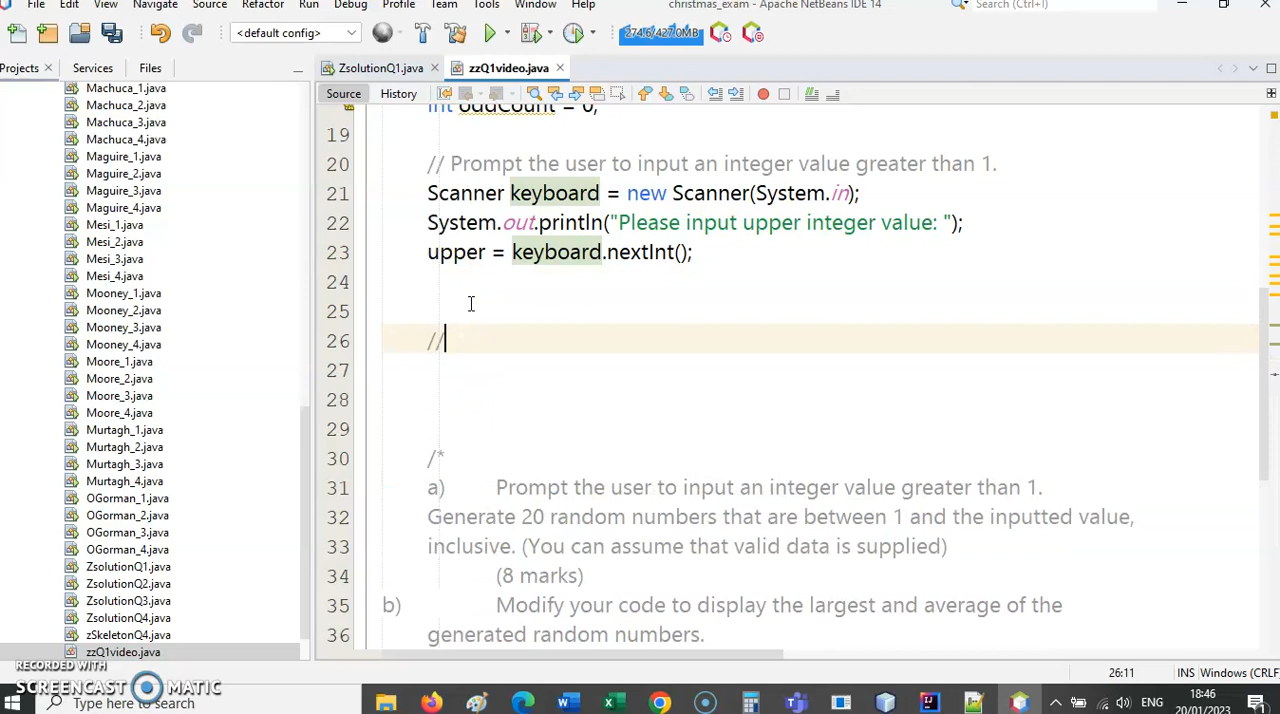 File Edit View Navigate Source Refactor Run Debug Profile Team Tools Window Help christmas_exam - Apache NetBeans IDE 14 Search (Ctrl+I)
<default config> 274.6/427.0MB
Projects Services Files ZsolutionQ1.java zzQ1video.java
Source History
Machuca_1.java
Machuca_2.java
Machuca_3.java
Machuca_4.java
Maguire_1.java
Maguire_2.java
Maguire_3.java
Maguire_4.java
Mesi_1.java
Mesi_2.java
Mesi_3.java
Mesi_4.java
Mooney_1.java
Mooney_2.java
Mooney_3.java
Mooney_4.java
Moore_1.java
Moore_2.java
Moore_3.java
Moore_4.java
Murtagh_1.java
Murtagh_2.java
Murtagh_3.java
Murtagh_4.java
OGorman_1.java
OGorman_2.java
OGorman_3.java
OGorman_4.java
ZsolutionQ1.java
ZsolutionQ2.java
ZsolutionQ3.java
ZsolutionQ4.java
zSkeletonQ4.java
zzQ1video.java
int oddCount = 0;
19
20 // Prompt the user to input an integer value greater than 1.
21 Scanner keyboard = new Scanner(System.in);
22 System.out.println("Please input upper integer value: ");
23 upper = keyboard.nextInt();
24
25
26 //
27
28
29
30 /*
31 a) Prompt the user to input an integer value greater than 1.
32 Generate 20 random numbers that are between 1 and the inputted value,
33 inclusive. (You can assume that valid data is supplied)
34 (8 marks)
35 b) Modify your code to display the largest and average of the
36 generated random numbers.
26:11 INS Windows (CRLF
RECORDED WITH
SCREENCAST MATIC
Type here to search
ENG
18:46
20/01/2023